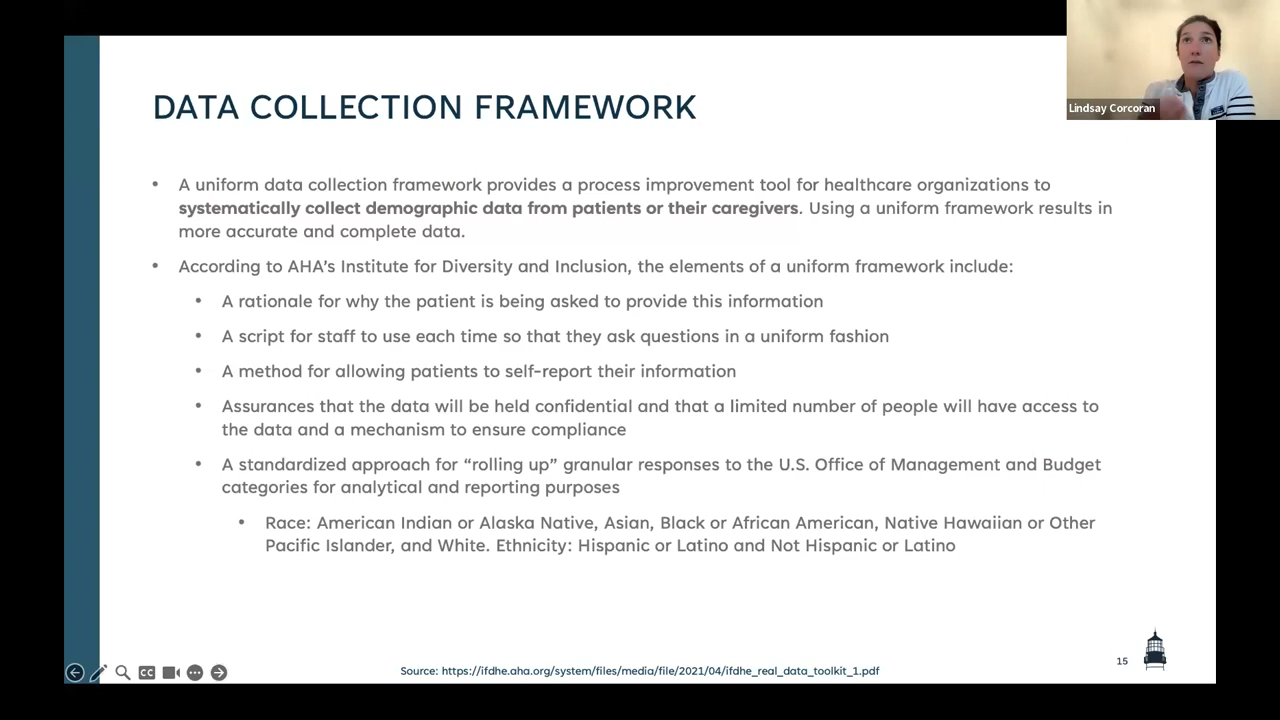 Lindsay Corcoran
DATA COLLECTION FRAMEWORK
• A uniform data collection framework provides a process improvement tool for healthcare organizations to
systematically collect demographic data from patients or their caregivers. Using a uniform framework results in
more accurate and complete data.
• According to AHA’s Institute for Diversity and Inclusion, the elements of a uniform framework include:
• A rationale for why the patient is being asked to provide this information
• A script for staff to use each time so that they ask questions in a uniform fashion
• A method for allowing patients to self-report their information
• Assurances that the data will be held confidential and that a limited number of people will have access to
the data and a mechanism to ensure compliance
• A standardized approach for “rolling up” granular responses to the U.S. Office of Management and Budget
categories for analytical and reporting purposes
• Race: American Indian or Alaska Native, Asian, Black or African American, Native Hawaiian or Other
Pacific Islander, and White. Ethnicity: Hispanic or Latino and Not Hispanic or Latino
15
CC
Source: https://ifdhe.aha.org/system/files/media/file/2021/04/ifdhe_real_data_toolkit_1.pdf